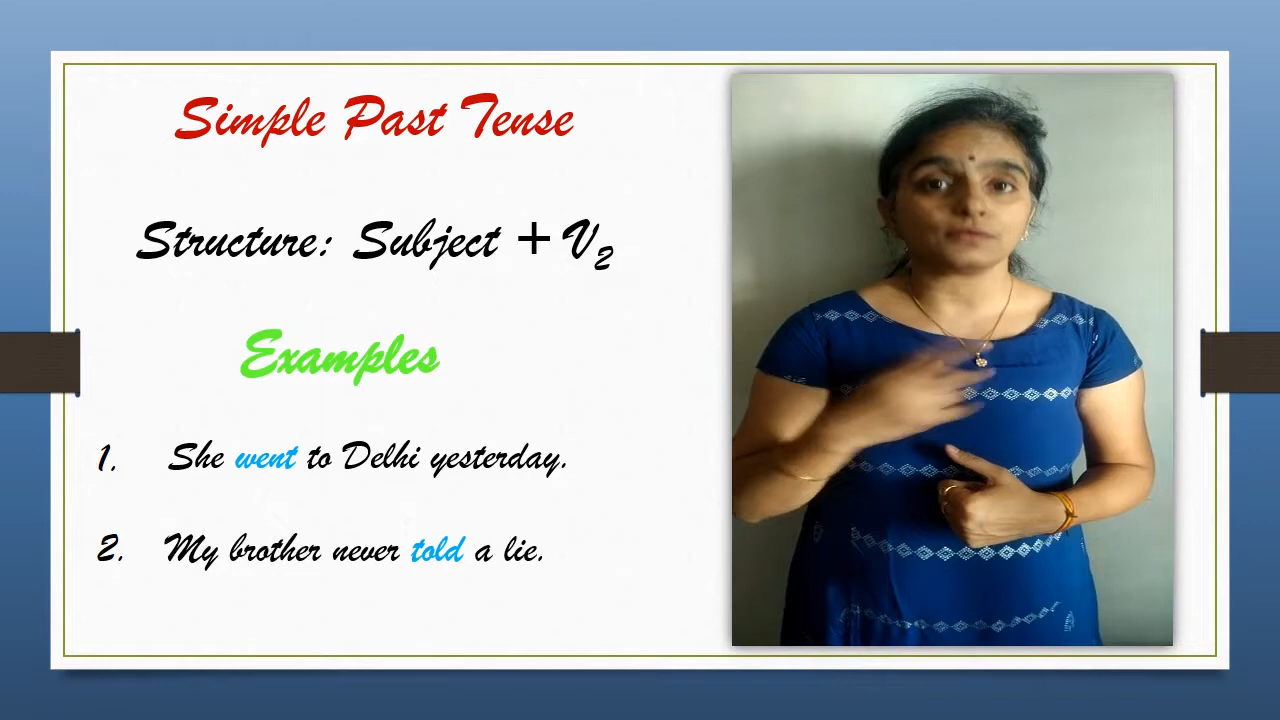 Simple Past Tense
Structure: Subject + V₂
Examples
1. She went to Delhi yesterday.
2. My brother never told a lie.